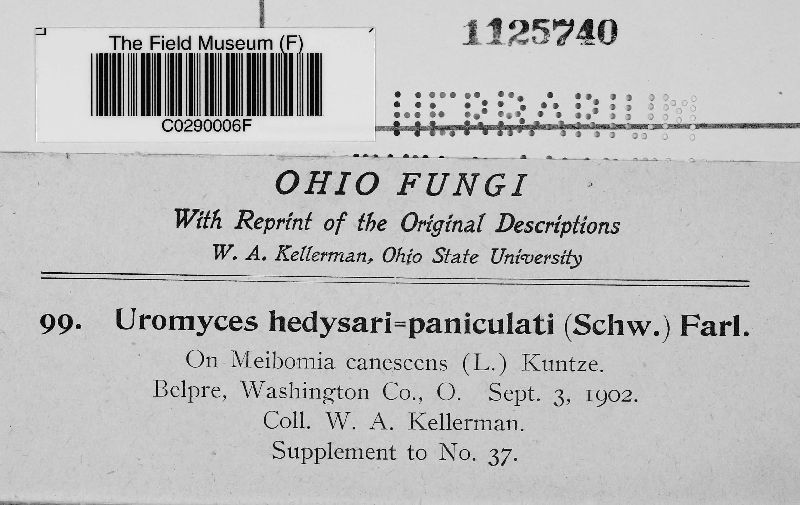 The Field Museum (F)
C0290006F
1125740
HERBARIUM
OHIO FUNGI
With Reprint of the Original Descriptions
W. A. Kellerman, Ohio State University
99. Uromyces hedysari=paniculati (Schw.) Farl.
On Meibomia canescens (L.) Kuntze.
Belpre, Washington Co., O. Sept. 3, 1902.
Coll. W. A. Kellerman.
Supplement to No. 37.